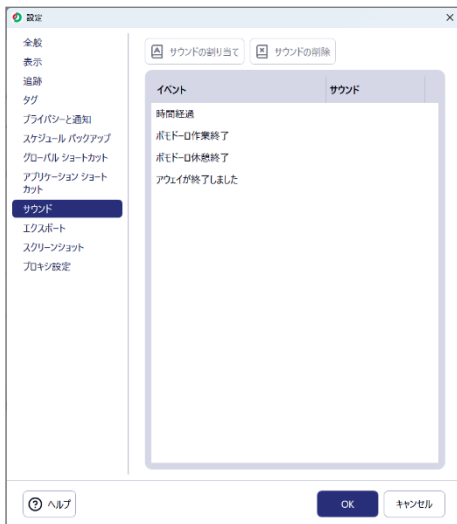 設定
全般
表示
追跡
タグ
プライバシーと通知
スケジュール バックアップ
グローバル ショートカット
アプリケーション ショート
カット
サウンド
エクスポート
スクリーンショット
プロキシ設定
サウンドの割り当て
サウンドの削除
イベント
サウンド
時間経過
ポモドーロ作業終了
ポモドーロ休憩終了
アウェイが終了しました
ヘルプ
OK
キャンセル